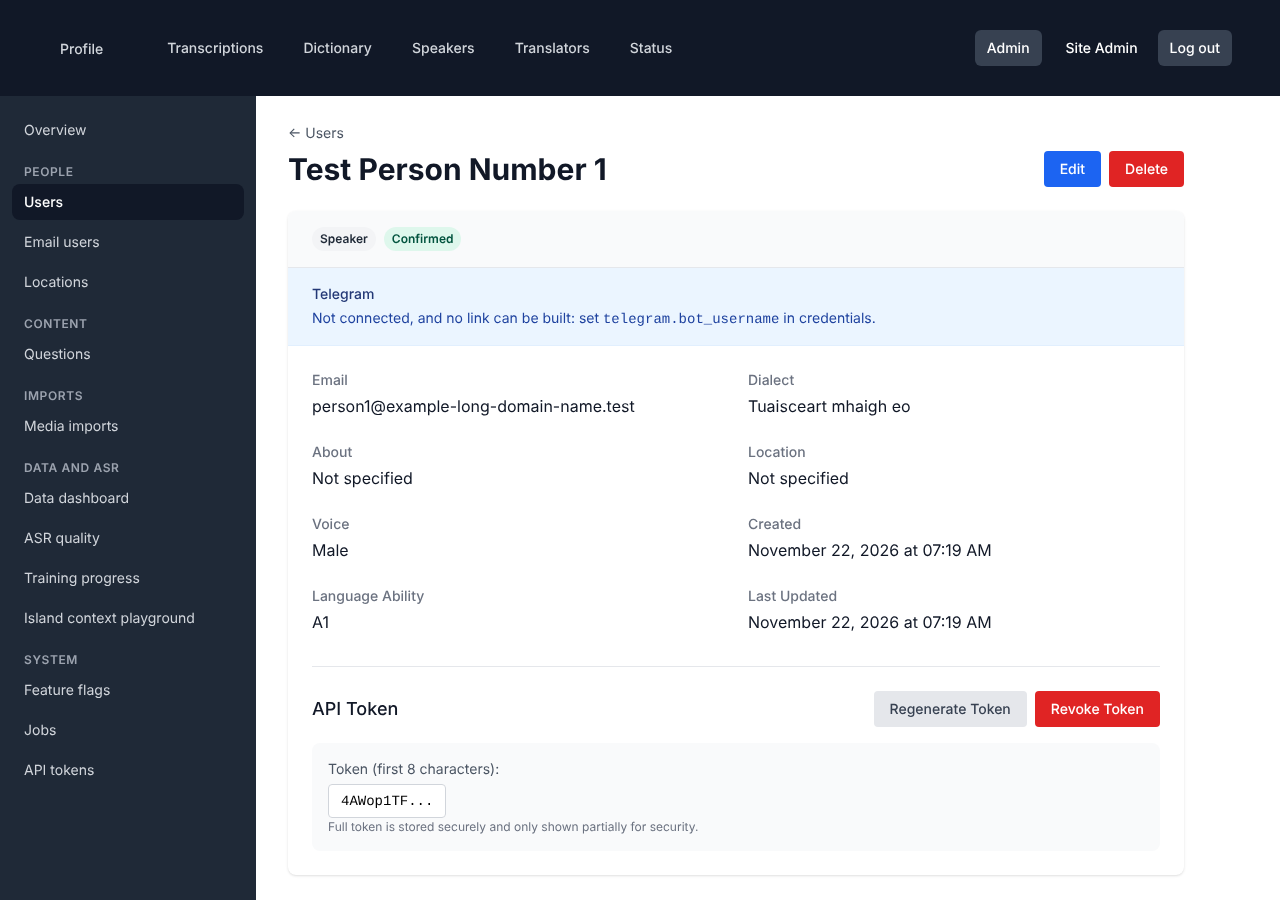 Profile
Transcriptions
Dictionary
Speakers
Translators
Status
Admin
Site Admin
Log out
Overview
PEOPLE
Users
Email users
Locations
CONTENT
Questions
IMPORTS
Media imports
DATA AND ASR
Data dashboard
ASR quality
Training progress
Island context playground
SYSTEM
Feature flags
Jobs
API tokens
← Users
Test Person Number 1
Edit
Delete
Speaker
Confirmed
Telegram
Not connected, and no link can be built: set telegram.bot_username in credentials.
Email
person1@example-long-domain-name.test
Dialect
Tuaisceart mhaigh eo
About
Not specified
Location
Not specified
Voice
Male
Created
November 22, 2026 at 07:19 AM
Language Ability
A1
Last Updated
November 22, 2026 at 07:19 AM
API Token
Regenerate Token
Revoke Token
Token (first 8 characters):
4AWop1TF...
Full token is stored securely and only shown partially for security.